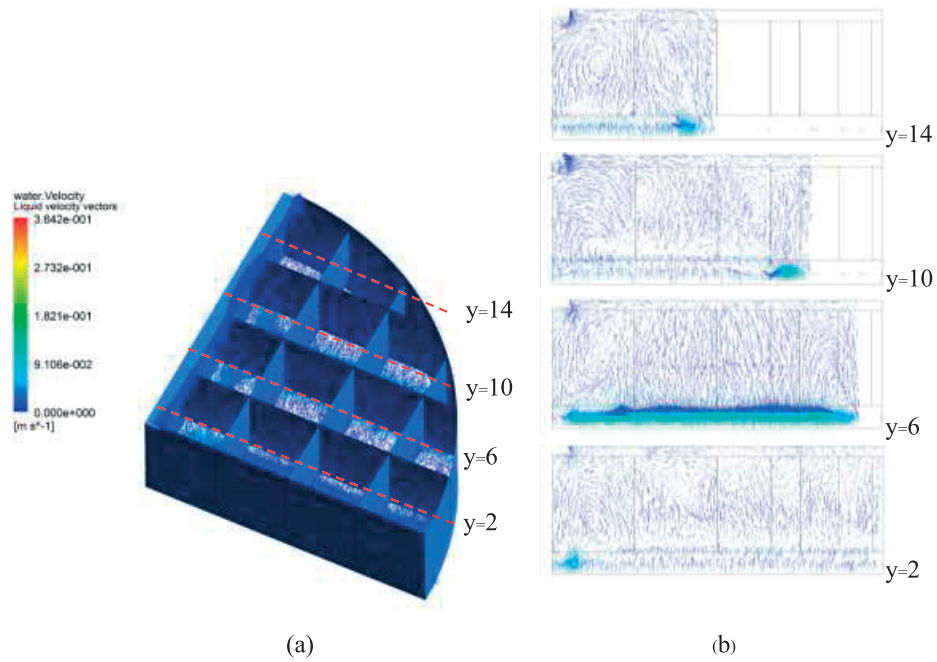 water.Velocity
Liquid velocity vectors
3.642e-001
2.732e-001
1.821e-001
9.106e-002
0.000e+000
[m s^-1]
y=14
y=10
y=6
y=2
(a)
y=14
y=10
y=6
y=2
(b)